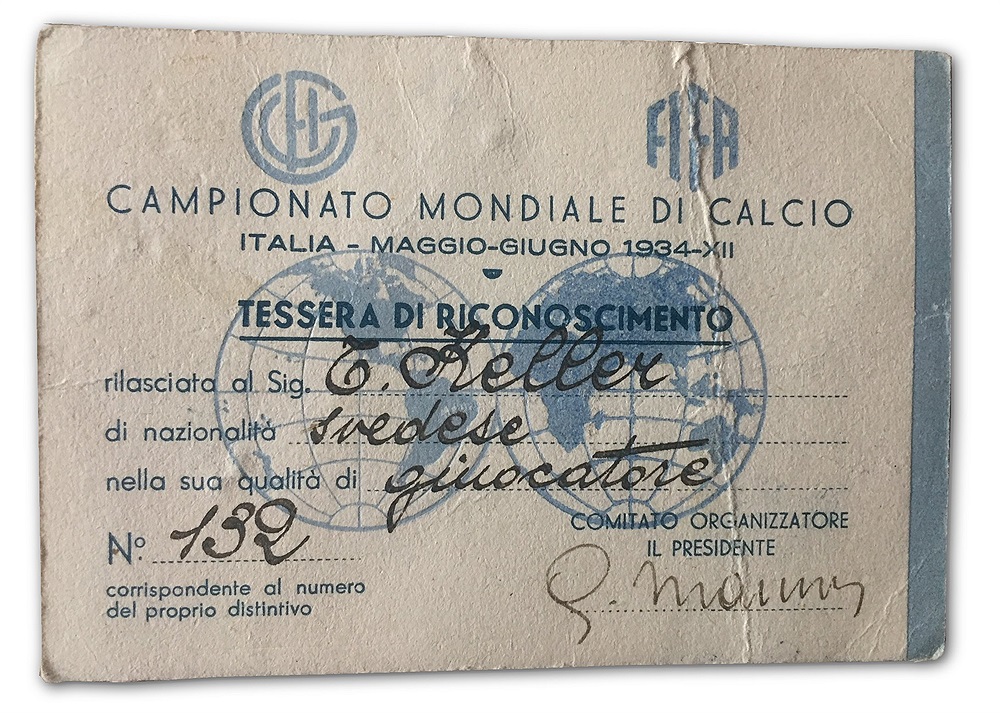 FIGC
FIFA
CAMPIONATO MONDIALE DI CALCIO
ITALIA - MAGGIO-GIUGNO 1934-XII
TESSERA DI RICONOSCIMENTO
rilasciata al Sig. T. Keller
di nazionalità svedese
nella sua qualità di giuocatore
N° 132
corrispondente al numero
del proprio distintivo
COMITATO ORGANIZZATORE
IL PRESIDENTE